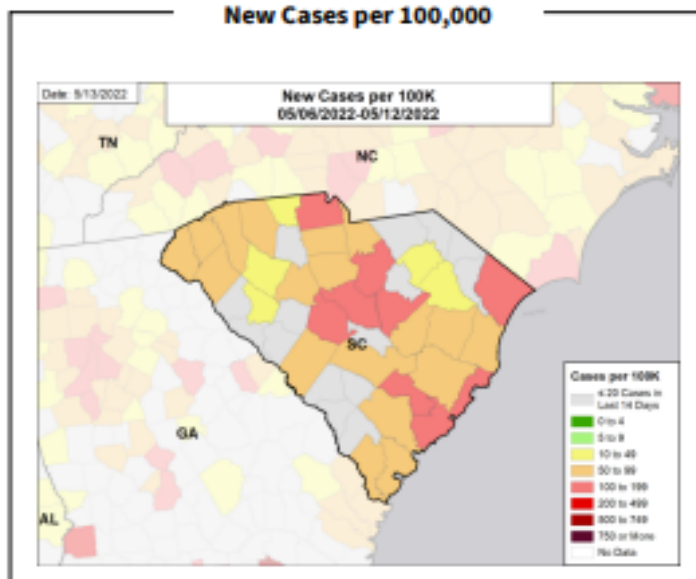 New Cases per 100,000
Date: 5/13/2022
New Cases per 100K
05/06/2022-05/12/2022
TN
NC
SC
GA
AL
Cases per 100K
≤ 20 Cases in
Last 14 Days
0 to 4
5 to 9
10 to 49
50 to 99
100 to 199
200 to 499
500 to 749
750 or More
No Data